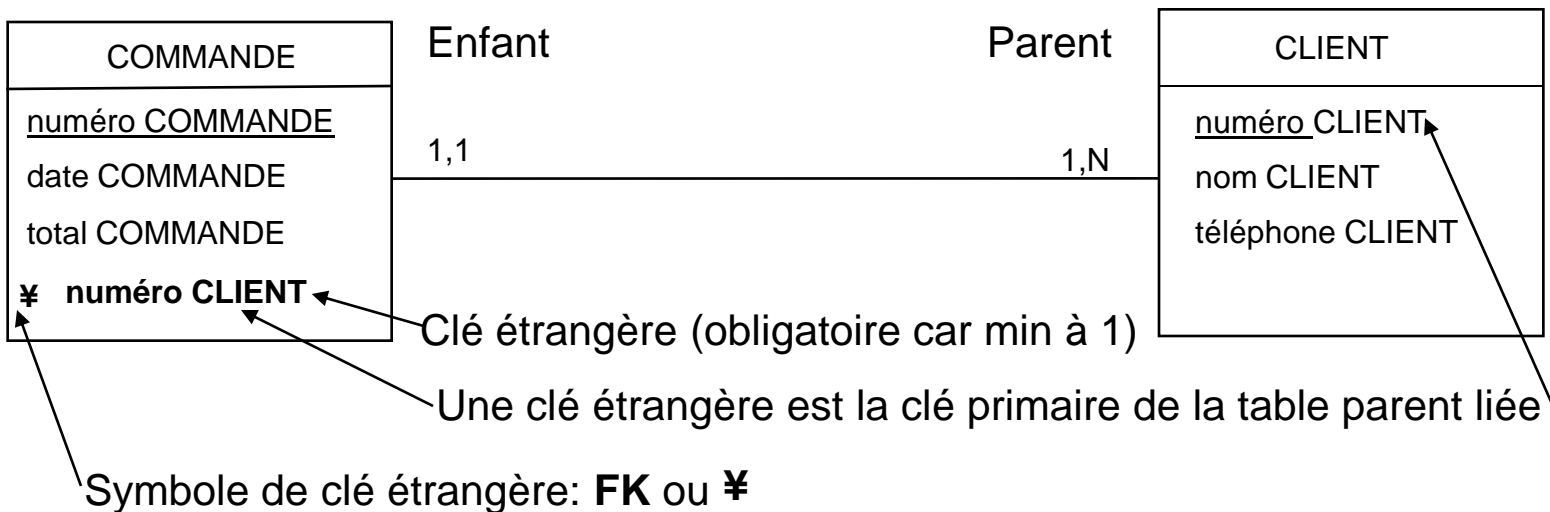 COMMANDE
numéro COMMANDE
date COMMANDE
total COMMANDE
¥ numéro CLIENT
Enfant
Parent
1,1
1,N
CLIENT
numéro CLIENT
nom CLIENT
téléphone CLIENT
Clé étrangère (obligatoire car min à 1)
Une clé étrangère est la clé primaire de la table parent liée
Symbole de clé étrangère: FK ou ¥